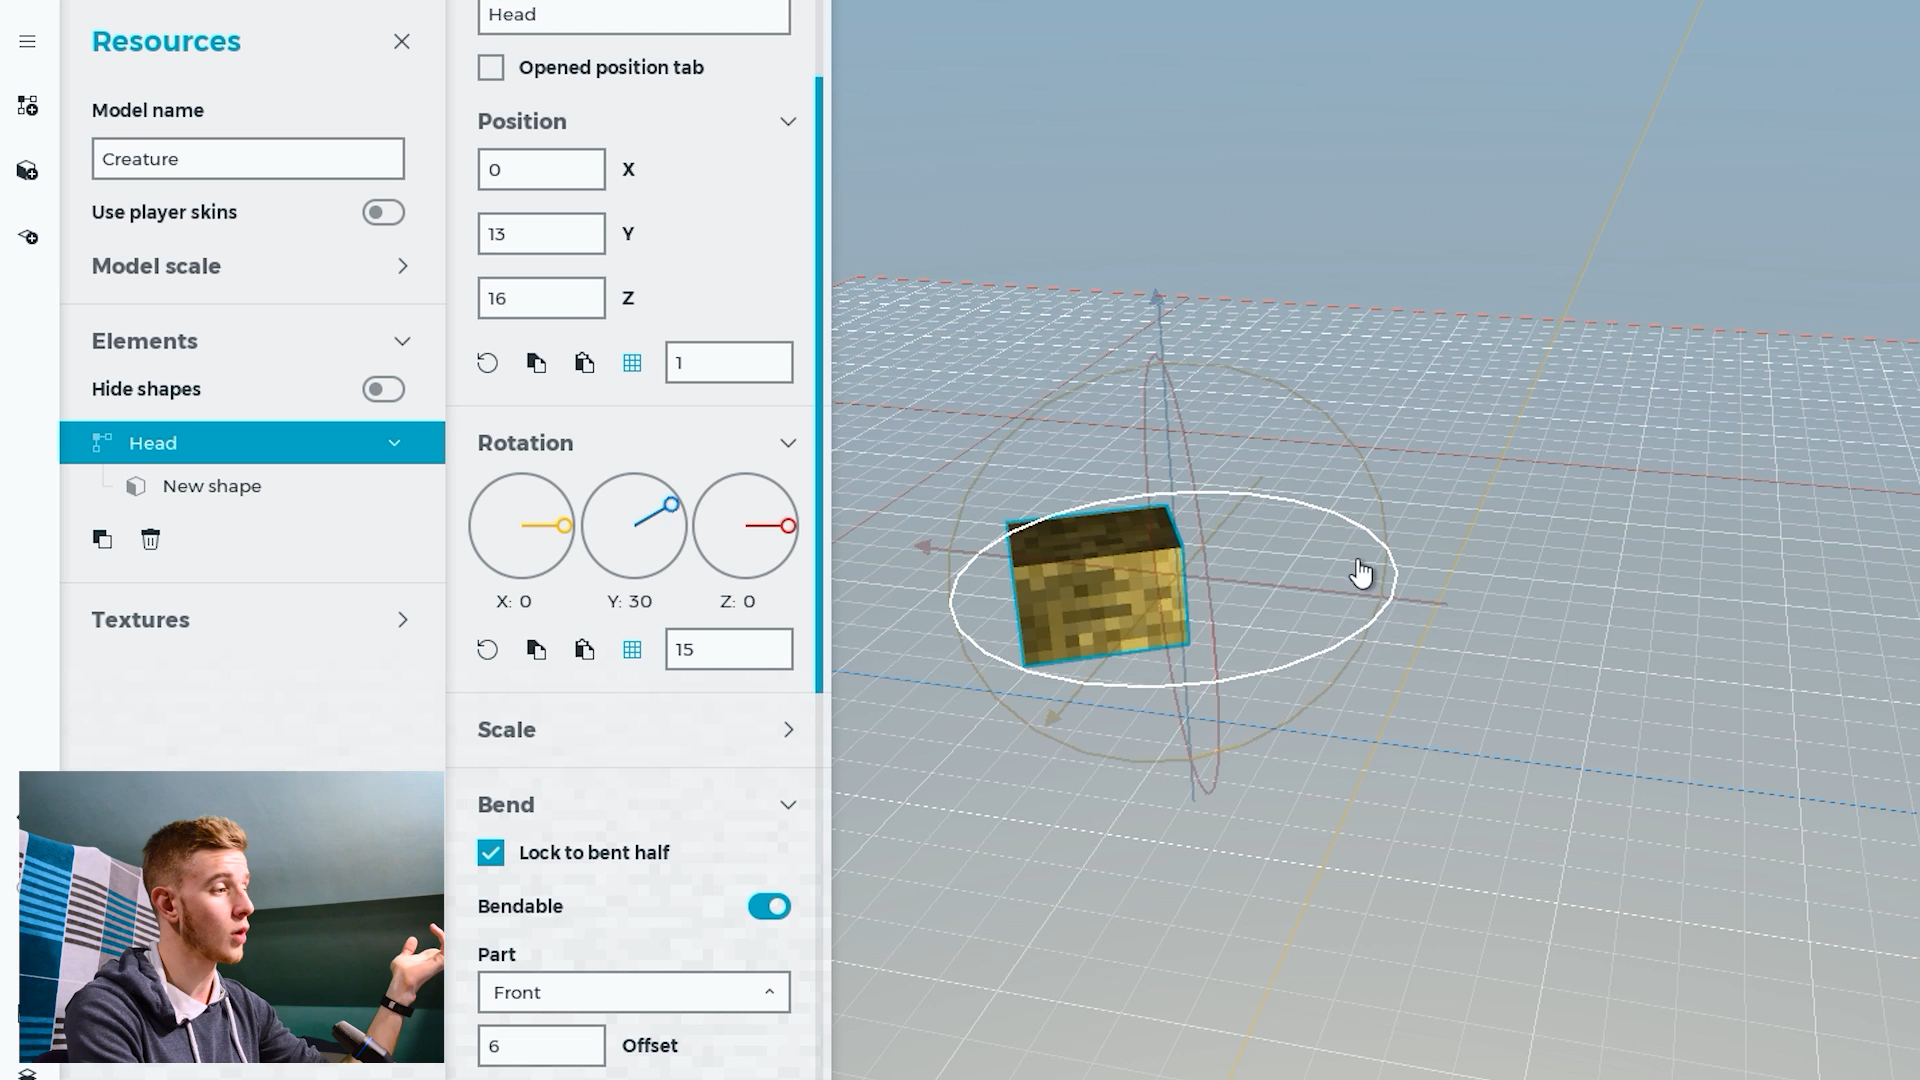 Resources
Model name
Creature
Use player skins
Model scale
Elements
Hide shapes
Head
New shape
Textures
Head
Opened position tab
Position
0 X
13 Y
16 Z
1
Rotation
X: 0 Y: 30 Z: 0
15
Scale
Bend
Lock to bent half
Bendable
Part
Front
6 Offset